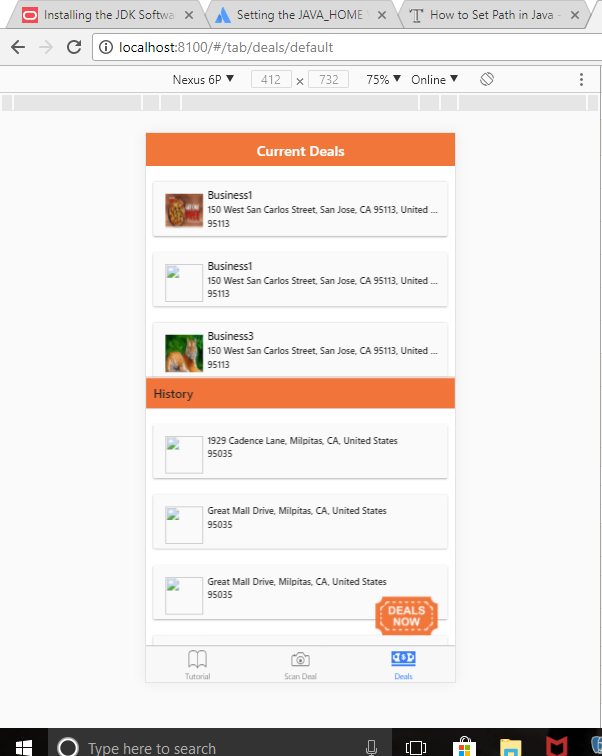 Installing the JDK Softwa
Setting the JAVA_HOME
How to Set Path in Java -
localhost:8100/#/tab/deals/default
Nexus 6P ▼ 412 × 732 75% ▼ Online ▼
Current Deals
Business1
150 West San Carlos Street, San Jose, CA 95113, United ...
95113
Business1
150 West San Carlos Street, San Jose, CA 95113, United ...
95113
Business3
150 West San Carlos Street, San Jose, CA 95113, United ...
95113
History
1929 Cadence Lane, Milpitas, CA, United States
95035
Great Mall Drive, Milpitas, CA, United States
95035
Great Mall Drive, Milpitas, CA, United States
95035
DEALS
NOW
Tutorial
Scan Deal
Deals
Type here to search